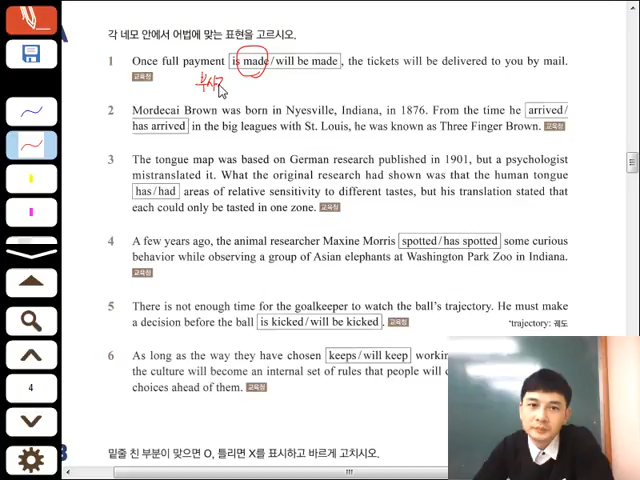 각 네모 안에서 어법에 맞는 표현을 고르시오.
1 Once full payment is made / will be made , the tickets will be delivered to you by mail.
교육청
부사
2 Mordecai Brown was born in Nyesville, Indiana, in 1876. From the time he arrived /
has arrived in the big leagues with St. Louis, he was known as Three Finger Brown. 교육청
3 The tongue map was based on German research published in 1901, but a psychologist
mistranslated it. What the original research had shown was that the human tongue
has / had areas of relative sensitivity to different tastes, but his translation stated that
each could only be tasted in one zone. 교육청
4 A few years ago, the animal researcher Maxine Morris spotted / has spotted some curious
behavior while observing a group of Asian elephants at Washington Park Zoo in Indiana.
교육청
5 There is not enough time for the goalkeeper to watch the ball's trajectory. He must make
a decision before the ball is kicked / will be kicked . 교육청
*trajectory: 궤도
6 As long as the way they have chosen keeps / will keep
the culture will become an internal set of rules that people will
choices ahead of them. 교육청
4
밑줄 친 부분이 맞으면 O, 틀리면 X를 표시하고 바르게 고치시오.